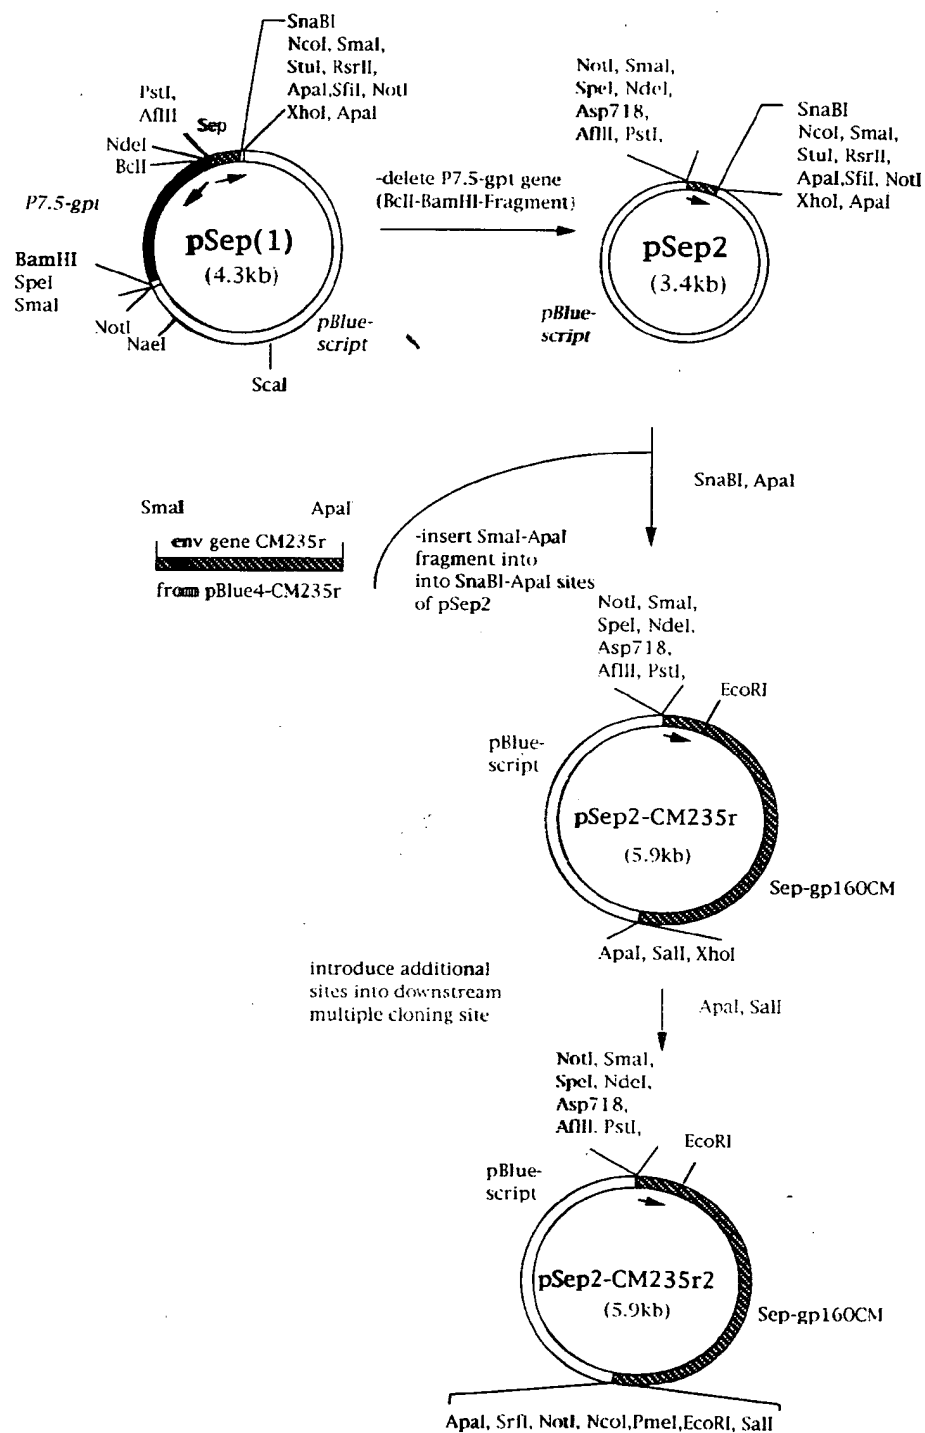 SnaBI
NcoI, SmaI,
StuI, RsrII,
ApaI,SfiI, NotI
XhoI, ApaI
PstI,
AflII
Sep
NdeI
BclI
P7.5-gpt
BamHI
SpeI
SmaI
NotI
NaeI
ScaI
pSep(1)
(4.3kb)
pBlue-
script
-delete P7.5-gpt gene
(BclI-BamHI-Fragment)
NotI, SmaI,
SpeI, NdeI,
Asp718,
AflII, PstI,
SnaBI
NcoI, SmaI,
StuI, RsrII,
ApaI,SfiI, NotI
XhoI, ApaI
pSep2
(3.4kb)
pBlue-
script
SnaBI, ApaI
SmaI ApaI
env gene CM235r
from pBlue4-CM235r
-insert SmaI-ApaI
fragment into
into SnaBI-ApaI sites
of pSep2
NotI, SmaI,
SpeI, NdeI.
Asp718,
AflII, PstI,
EcoRI
pBlue-
script
pSep2-CM235r
(5.9kb)
Sep-gp160CM
ApaI, SalI, XhoI
introduce additional
sites into downstream
multiple cloning site
ApaI, SalI
NotI, SmaI,
SpeI, NdeI,
Asp718,
AflII. PstI,
EcoRI
pBlue-
script
pSep2-CM235r2
(5.9kb)
Sep-gp160CM
ApaI, SrfI, NotI, NcoI,PmeI,EcoRI, SalI